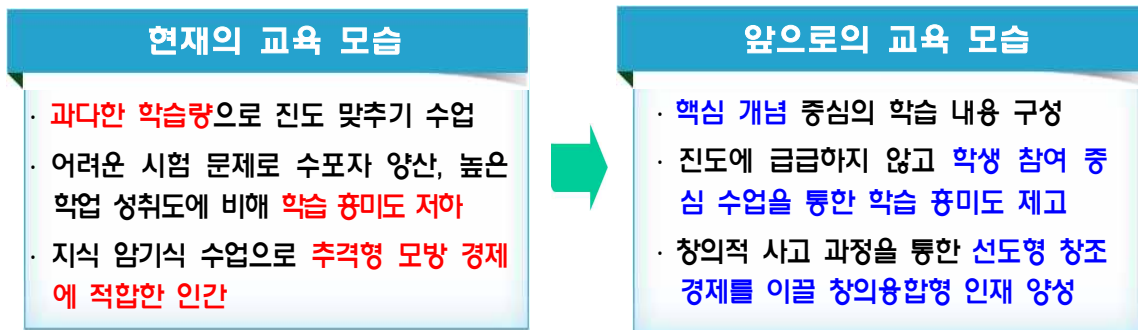 현재의 교육 모습
· 과다한 학습량으로 진도 맞추기 수업
· 어려운 시험 문제로 수포자 양산, 높은
학업 성취도에 비해 학습 흥미도 저하
· 지식 암기식 수업으로 추격형 모방 경제
에 적합한 인간
앞으로의 교육 모습
· 핵심 개념 중심의 학습 내용 구성
· 진도에 급급하지 않고 학생 참여 중
심 수업을 통한 학습 흥미도 제고
· 창의적 사고 과정을 통한 선도형 창조
경제를 이끌 창의융합형 인재 양성